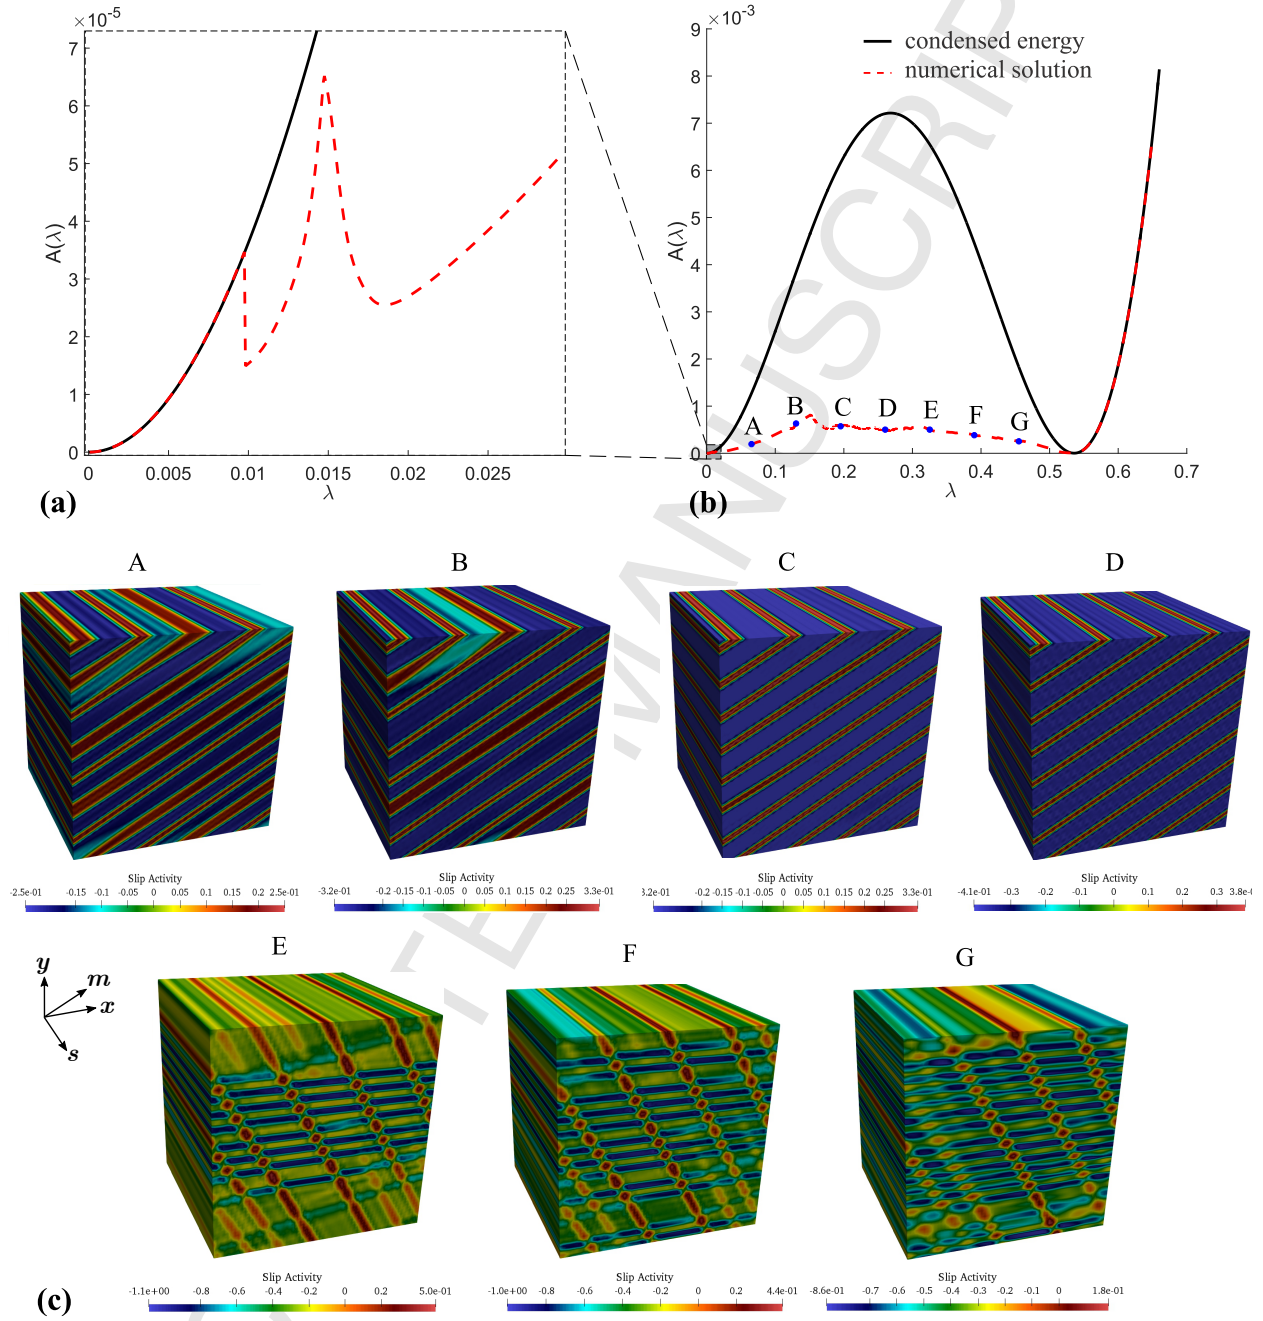 ×10⁻⁵
7
6
5
4
3
2
1
0
A(λ)
0
0.005
0.01
0.015
0.02
0.025
λ
(a)
×10⁻³
9
8
7
6
5
4
3
2
1
0
A(λ)
condensed energy
numerical solution
A
B
C
D
E
F
G
0
0.1
0.2
0.3
0.4
0.5
0.6
0.7
λ
(b)
MANUSCRIP
A
B
C
D
Slip Activity
-2.5e-01 -0.15 -0.1 -0.05 0 0.05 0.1 0.15 0.2 2.5e-01
Slip Activity
-3.2e-01 -0.2 -0.15 -0.1 -0.05 0 0.05 0.1 0.15 0.2 0.25 3.3e-01
Slip Activity
3.2e-01 -0.2 -0.15 -0.1 -0.05 0 0.05 0.1 0.15 0.2 0.25 3.3e-01
Slip Activity
-4.1e-01 -0.3 -0.2 -0.1 0 0.1 0.2 0.3 3.8e-
E
F
G
y
m
x
s
Slip Activity
-1.1e+00 -0.8 -0.6 -0.4 -0.2 0 0.2 5.0e-01
Slip Activity
-1.0e+00 -0.8 -0.6 -0.4 -0.2 0 0.2 4.4e-01
Slip Activity
-8.6e-01 -0.7 -0.6 -0.5 -0.4 -0.3 -0.2 -0.1 0 1.8e-01
(c)